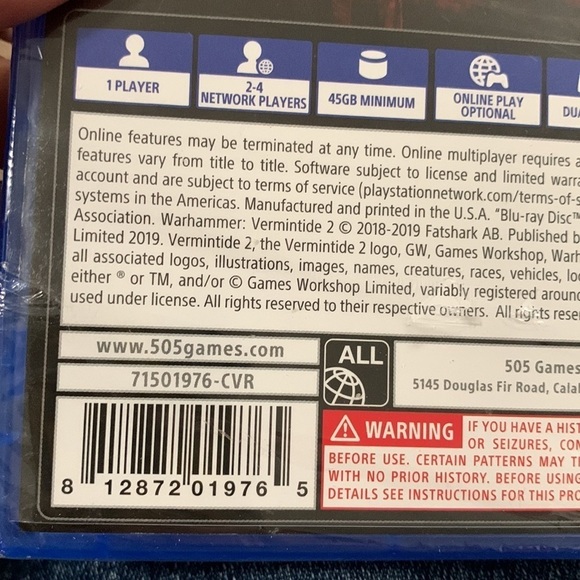 1 PLAYER
2-4
NETWORK PLAYERS
45GB MINIMUM
ONLINE PLAY
OPTIONAL
Online features may be terminated at any time. Online multiplayer requires
features vary from title to title. Software subject to license and limited
account and are subject to terms of service (playstationnetwork.com/terms-of-
systems in the Americas. Manufactured and printed in the U.S.A. "Blu-ray Disc™
Association. Warhammer: Vermintide 2 © 2018-2019 Fatshark AB. Published
Limited 2019. Vermintide 2, the Vermintide 2 logo, GW, Games Workshop,
all associated logos, illustrations, images, names, creatures, races, vehicles,
either ® or TM, and/or © Games Workshop Limited, variably registered
used under license. All rights reserved to their respective owners. All rights
www.505games.com
71501976-CVR
ALL
505 Games
5145 Douglas Fir Road,
WARNING
IF YOU HAVE A
OR SEIZURES,
BEFORE USE. CERTAIN PATTERNS MAY
WITH NO PRIOR HISTORY. BEFORE USING
DETAILS SEE INSTRUCTIONS FOR THIS
8 12872 01976 5